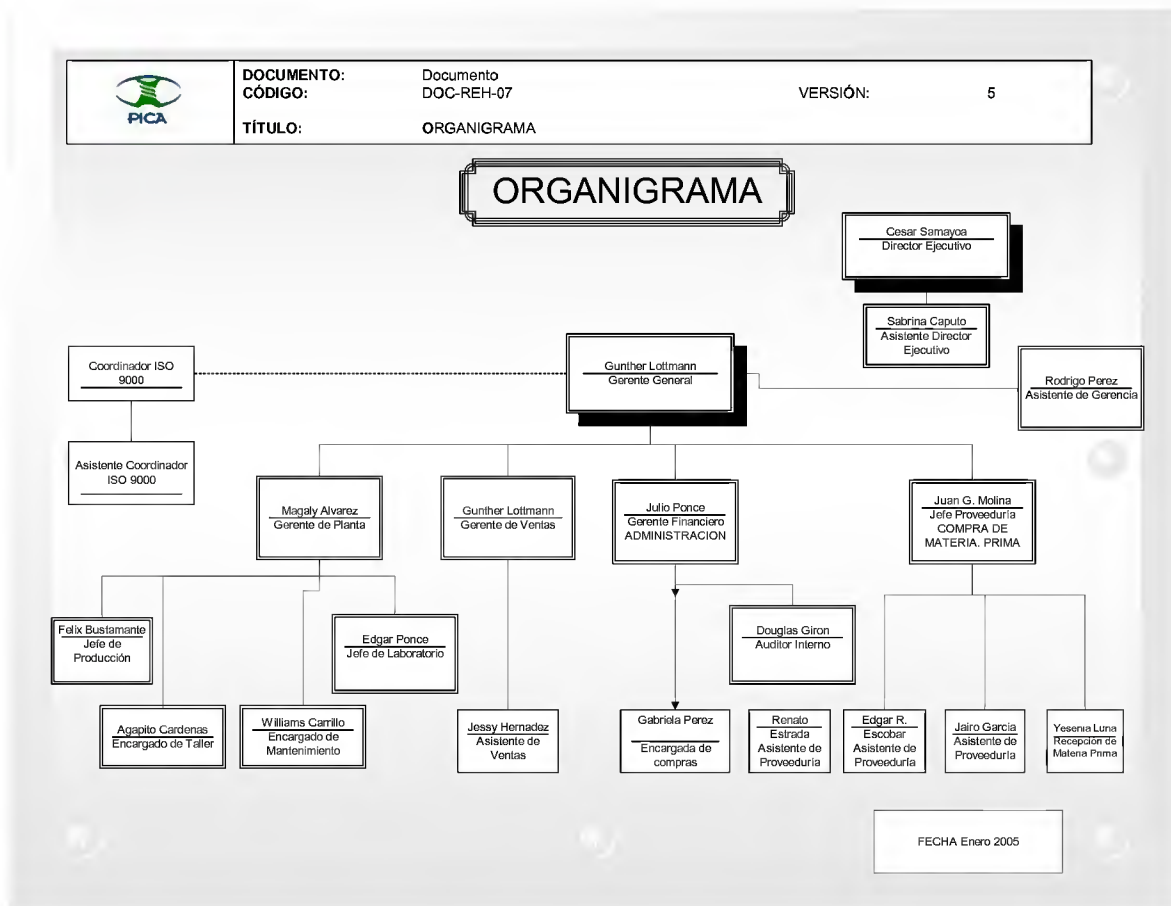 PICA
DOCUMENTO: Documento
CÓDIGO: DOC-REH-07 VERSIÓN: 5
TÍTULO: ORGANIGRAMA
ORGANIGRAMA
Cesar Samayoa
Director Ejecutivo
Sabrina Caputo
Asistente Director
Ejecutivo
Coordinador ISO
9000
Gunther Lottmann
Gerente General
Rodrigo Perez
Asistente de Gerencia
Asistente Coordinador
ISO 9000
Magaly Alvarez
Gerente de Planta
Gunther Lottmann
Gerente de Ventas
Julio Ponce
Gerente Financiero
ADMINISTRACION
Juan G. Molina
Jefe Proveeduría
COMPRA DE
MATERIA. PRIMA
Felix Bustamante
Jefe de
Producción
Edgar Ponce
Jefe de Laboratorio
Douglas Giron
Auditor Interno
Agapito Cardenas
Encargado de Taller
Williams Carrillo
Encargado de
Mantenimiento
Jessy Hernadez
Asistente de
Ventas
Gabriela Perez
Encargada de
compras
Renato
Estrada
Asistente de
Proveeduría
Edgar R.
Escobar
Asistente de
Proveeduría
Jairo Garcia
Asistente de
Proveeduría
Yesenia Luna
Recepción de
Materia Prima
FECHA Enero 2005